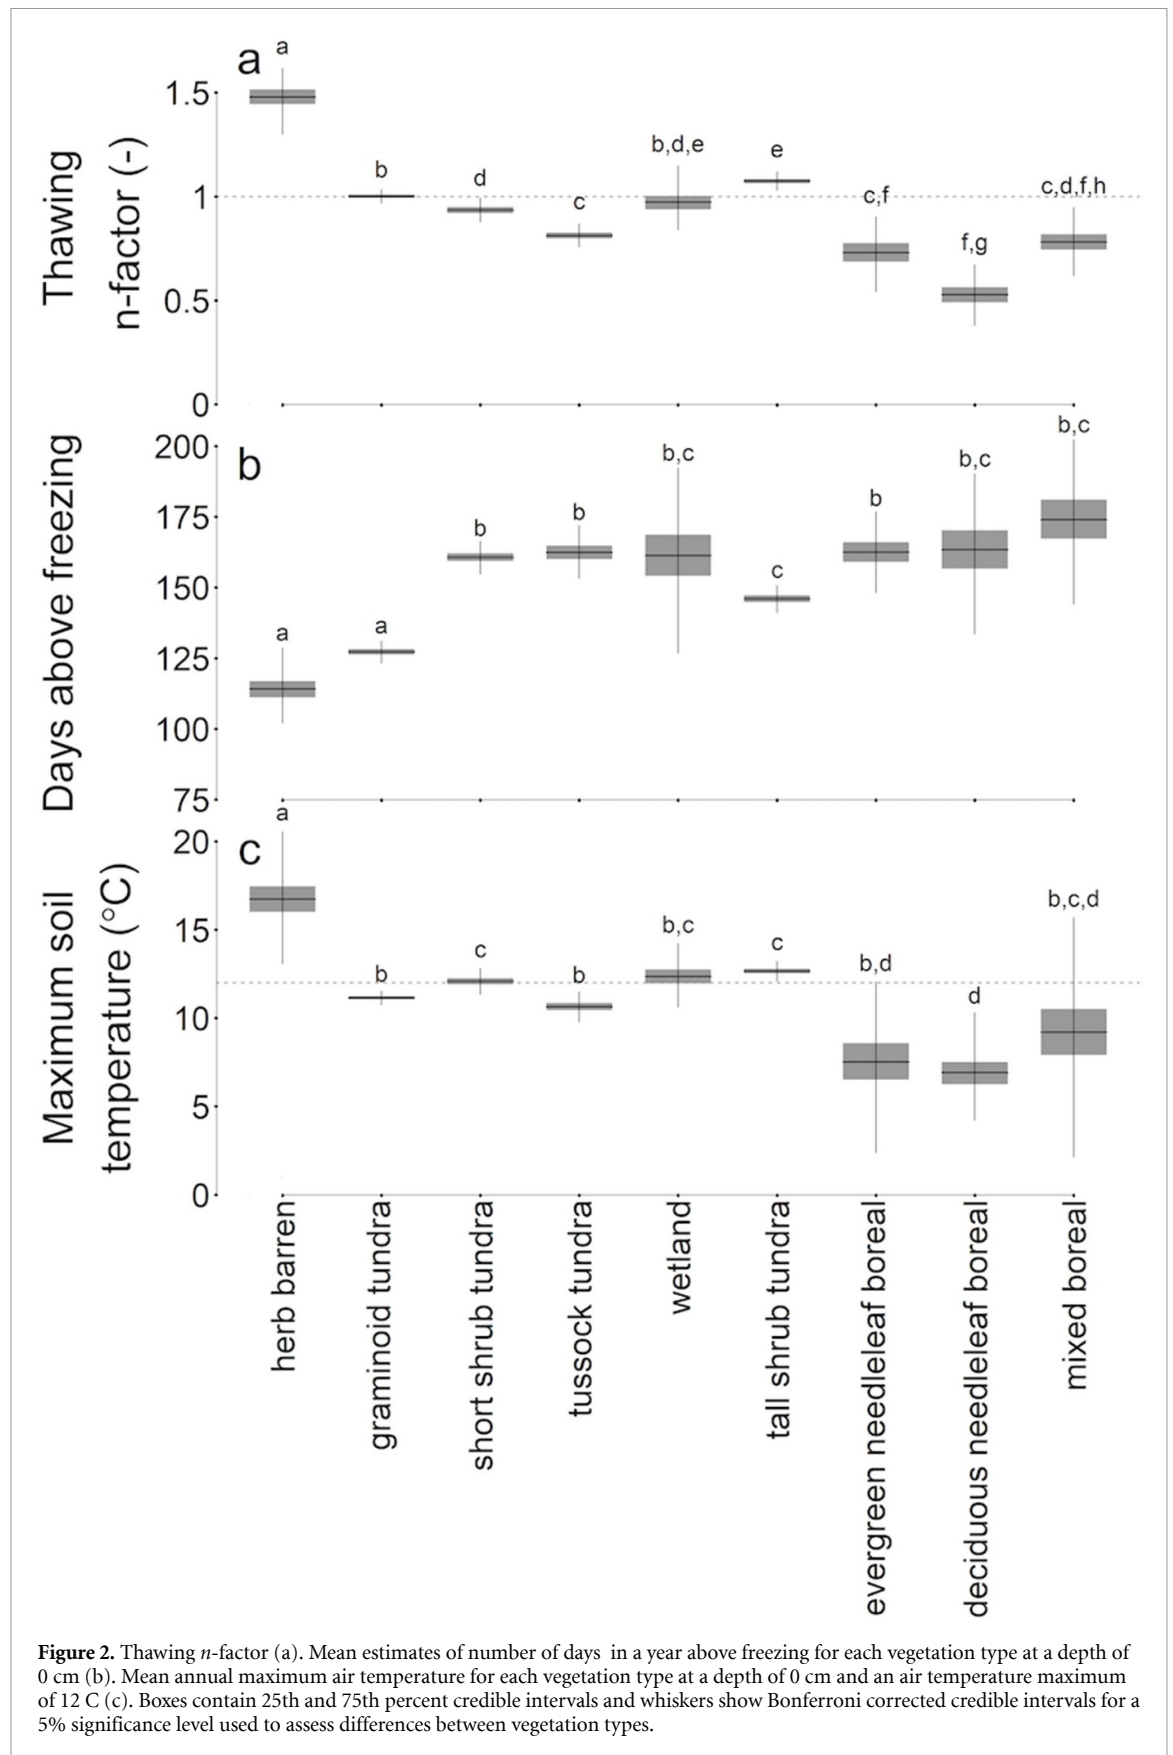 a
a
b
d
c
b,d,e
e
c,f
f,g
c,d,f,h
Thawing
n-factor (-)
1.5
1
0.5
0
b
a
a
b
b
b,c
c
b
b,c
b,c
Days above freezing
200
175
150
125
100
75
c
a
b
c
b
b,c
c
b,d
d
b,c,d
Maximum soil
temperature (°C)
20
15
10
5
0
herb barren
graminoid tundra
short shrub tundra
tussock tundra
wetland
tall shrub tundra
evergreen needleleaf boreal
deciduous needleleaf boreal
mixed boreal
Figure 2. Thawing n-factor (a). Mean estimates of number of days in a year above freezing for each vegetation type at a depth of
0 cm (b). Mean annual maximum air temperature for each vegetation type at a depth of 0 cm and an air temperature maximum
of 12 C (c). Boxes contain 25th and 75th percent credible intervals and whiskers show Bonferroni corrected credible intervals for a
5% significance level used to assess differences between vegetation types.